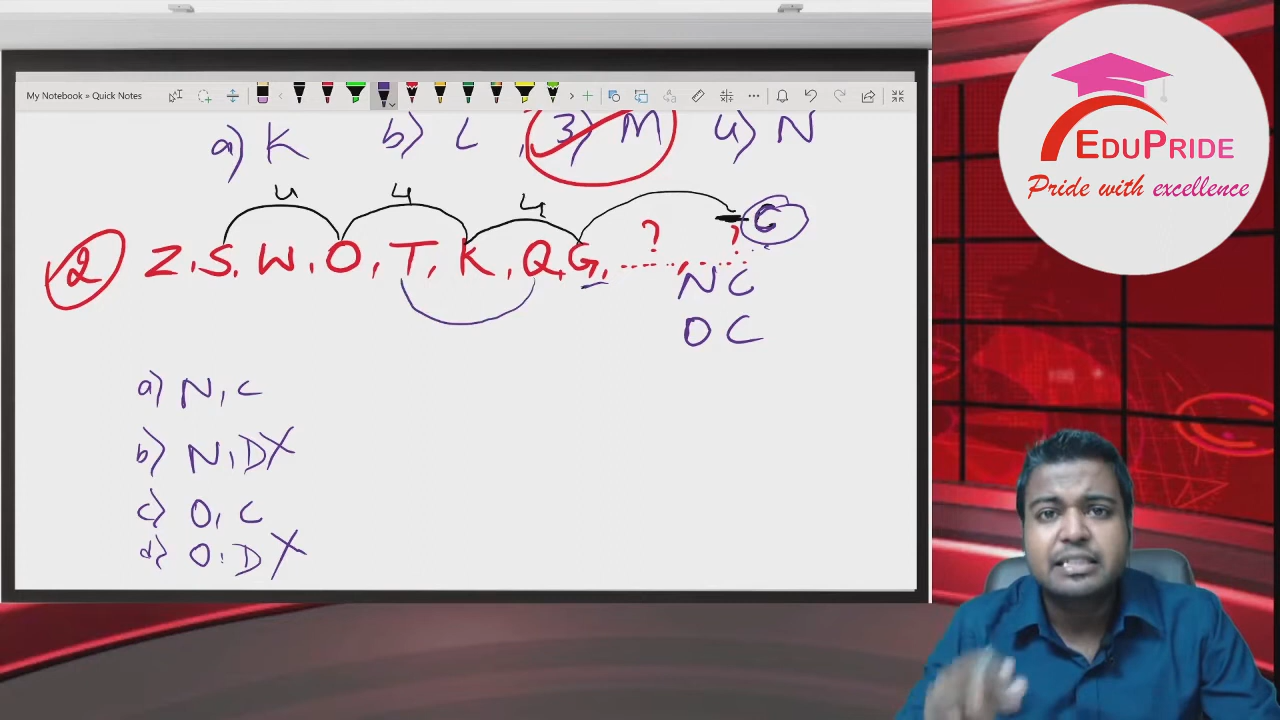 My Notebook » Quick Notes
a) K b) L 3) M 4) N
4 4 4
2 Z, S, W, O, T, K, Q, G, ? ? C
N C
O C
a) N, C
b) N, D X
c) O, C
d) O, D X
EDUPRIDE
Pride with excellence